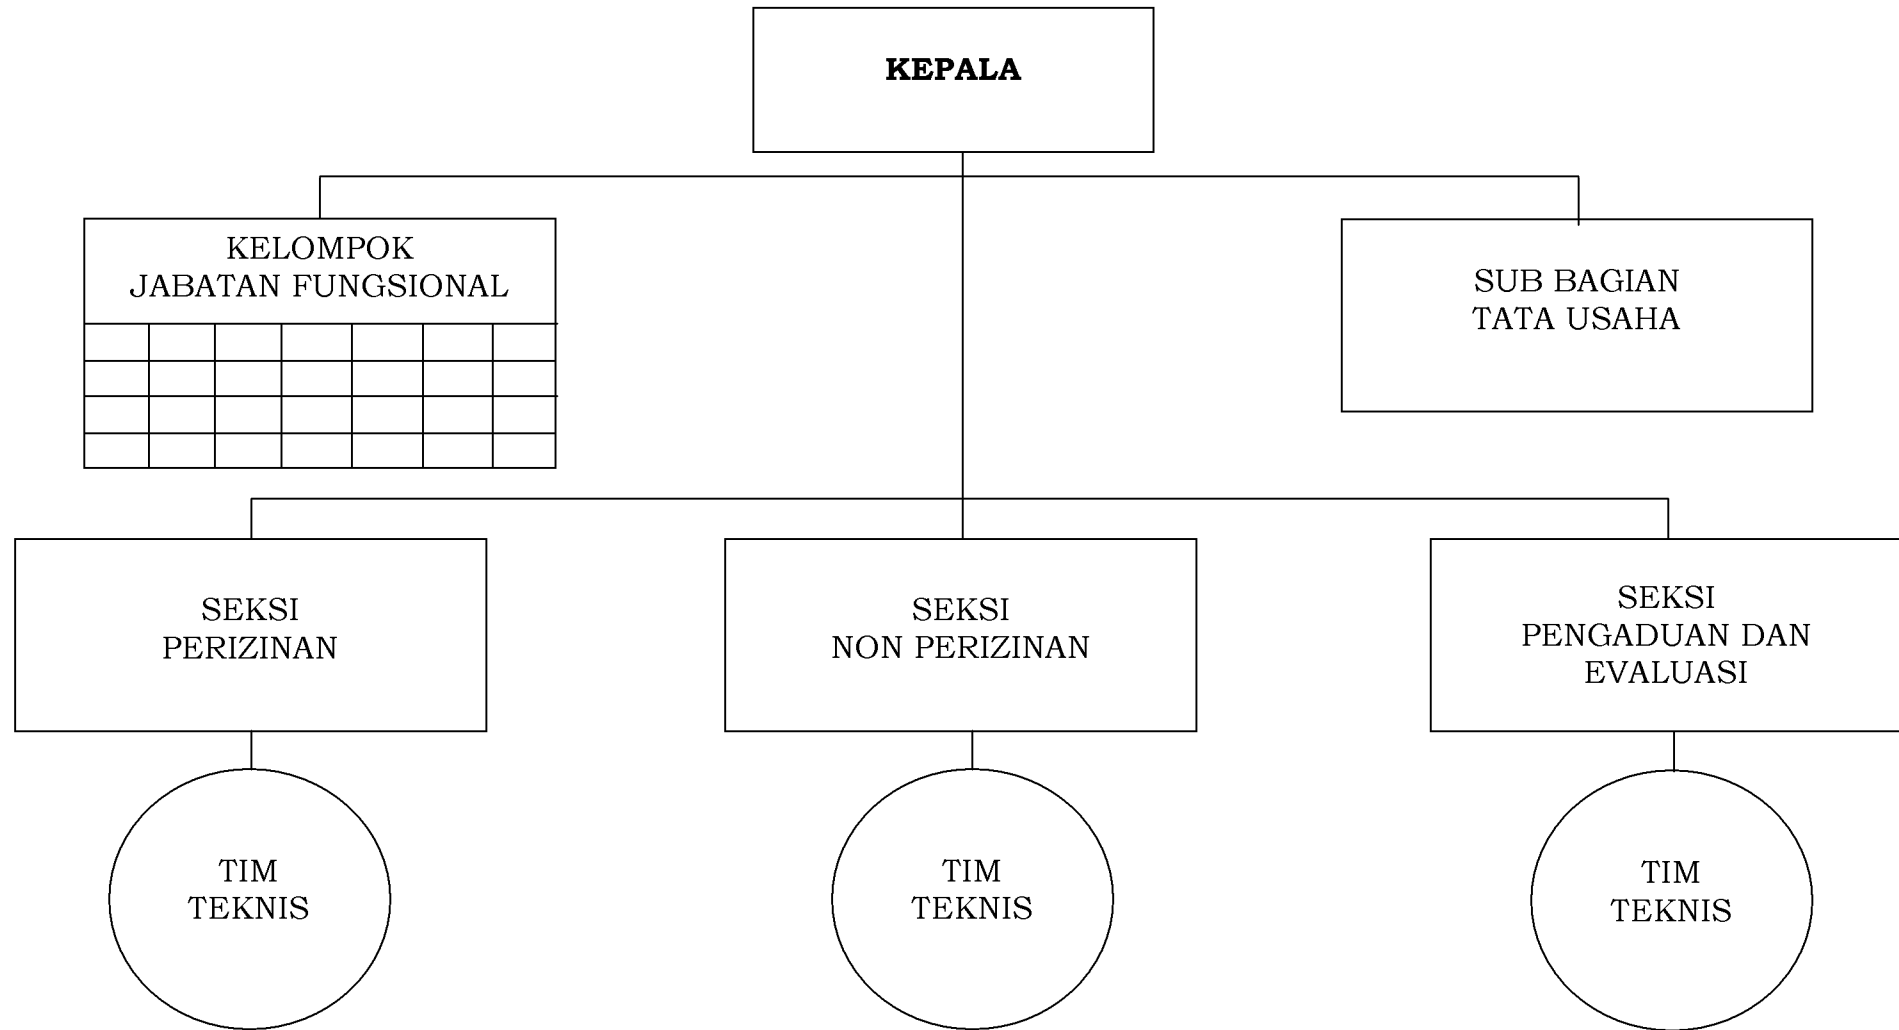 KEPALA
KELOMPOK
JABATAN FUNGSIONAL
SUB BAGIAN
TATA USAHA
SEKSI
PERIZINAN
SEKSI
NON PERIZINAN
SEKSI
PENGADUAN DAN
EVALUASI
TIM
TEKNIS
TIM
TEKNIS
TIM
TEKNIS